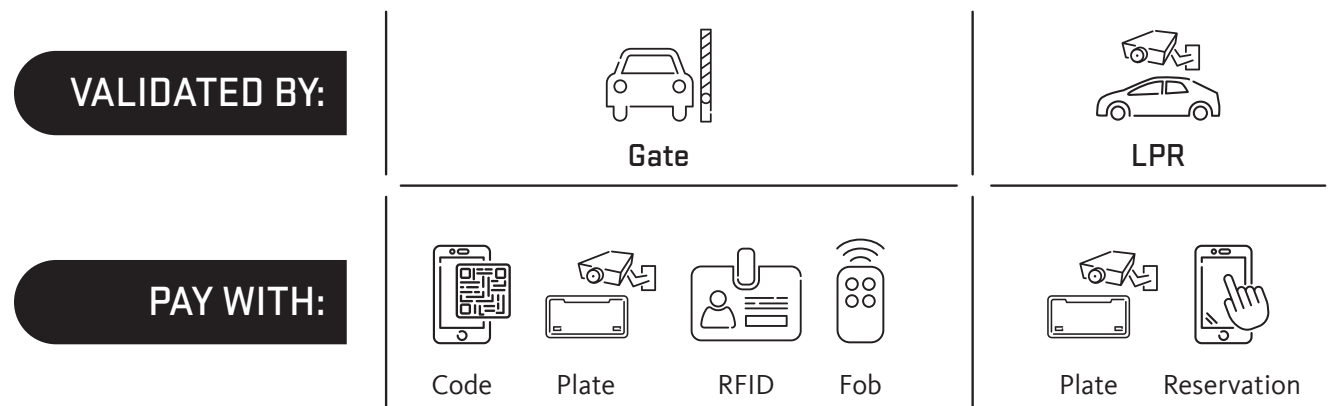 VALIDATED BY:
Gate
LPR
PAY WITH:
Code
Plate
RFID
Fob
Plate
Reservation